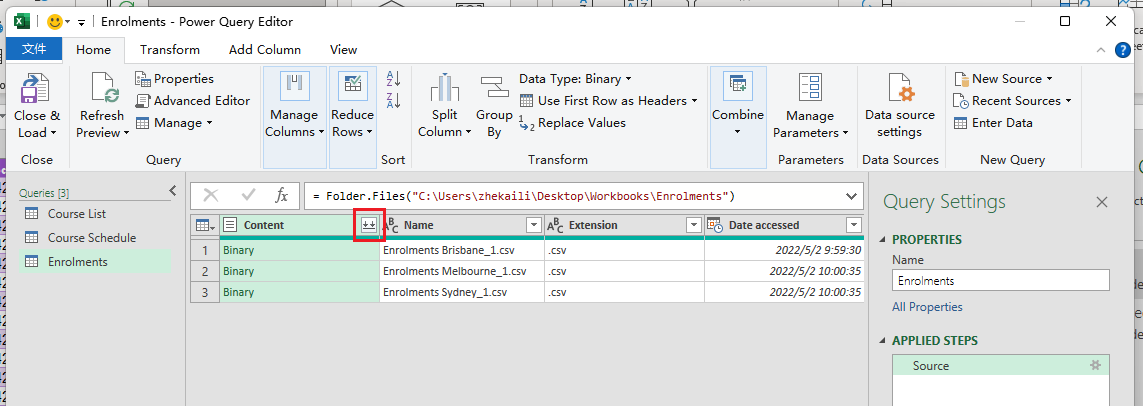 Enrolments - Power Query Editor
文件 Home Transform Add Column View
Close & Load
Close
Refresh Preview
Properties
Advanced Editor
Manage
Query
Manage Columns
Reduce Rows
Sort
Split Column
Group By
Data Type: Binary
Use First Row as Headers
Replace Values
Transform
Combine
Manage Parameters
Parameters
Data source settings
Data Sources
New Source
Recent Sources
Enter Data
New Query
Queries [3]
Course List
Course Schedule
Enrolments
fx = Folder.Files("C:\Users\zhekaili\Desktop\Workbooks\Enrolments")
Content ABC Name ABC Extension Date accessed
1 Binary Enrolments Brisbane_1.csv .csv 2022/5/2 9:59:30
2 Binary Enrolments Melbourne_1.csv .csv 2022/5/2 10:00:35
3 Binary Enrolments Sydney_1.csv .csv 2022/5/2 10:00:35
Query Settings
PROPERTIES
Name
Enrolments
All Properties
APPLIED STEPS
Source